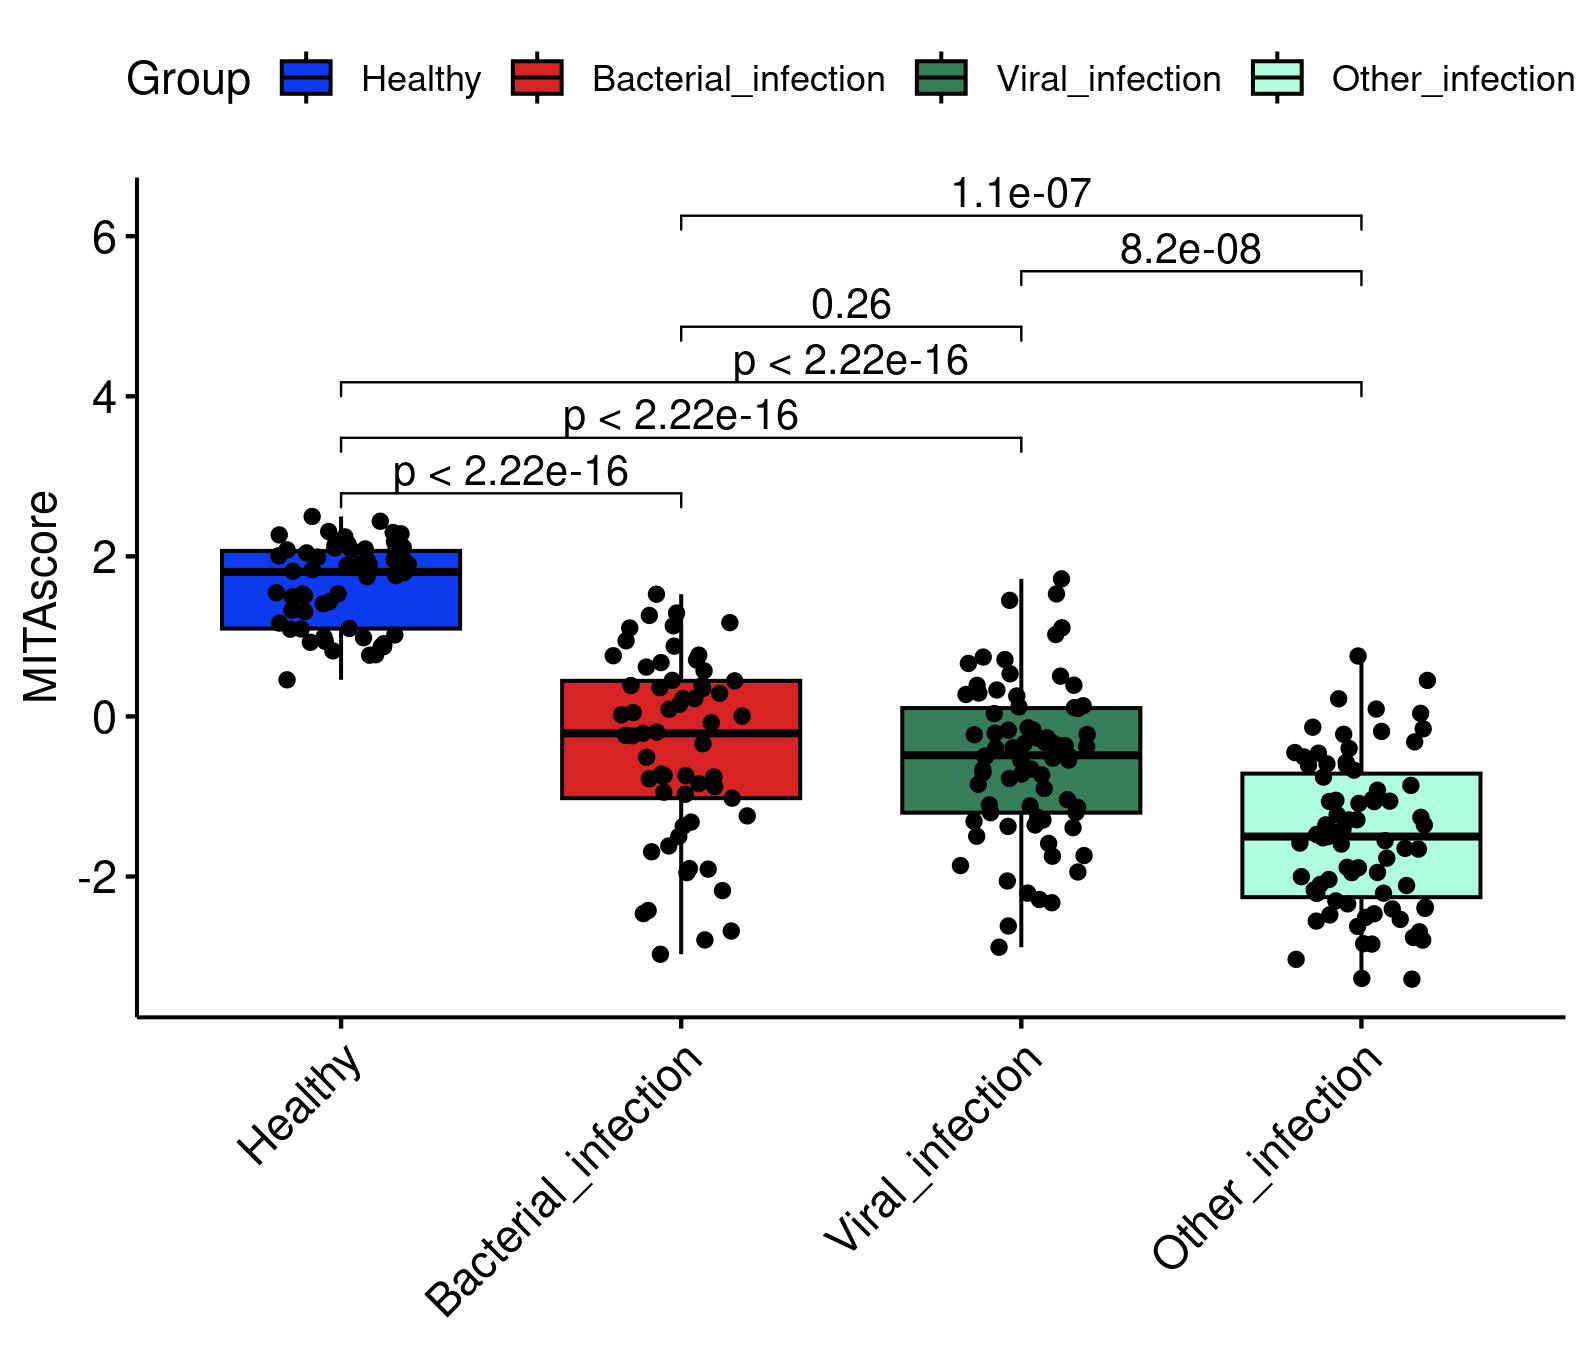 Group Healthy Bacterial_infection Viral_infection Other_infection
1.1e-07
8.2e-08
0.26
p < 2.22e-16
p < 2.22e-16
p < 2.22e-16
6
4
2
0
-2
MITAscore
Healthy
Bacterial_infection
Viral_infection
Other_infection